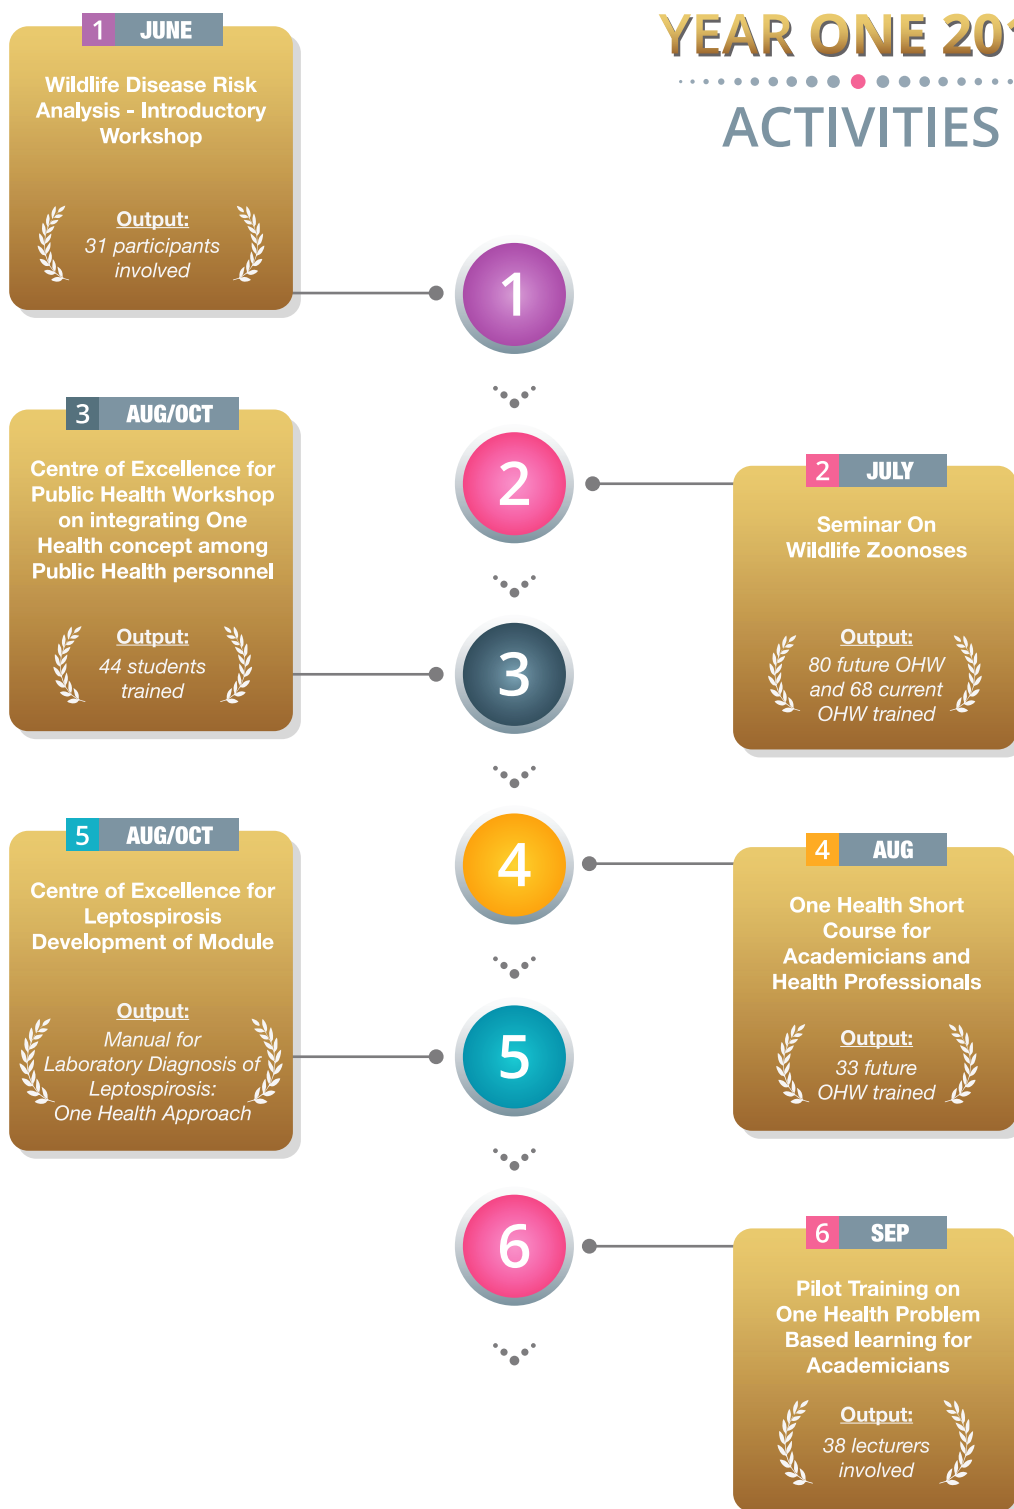 YEAR ONE 201
ACTIVITIES
1 JUNE
Wildlife Disease Risk
Analysis - Introductory
Workshop
Output:
31 participants
involved
1
2
2 JULY
Seminar On
Wildlife Zoonoses
Output:
80 future OHW
and 68 current
OHW trained
3 AUG/OCT
Centre of Excellence for
Public Health Workshop
on integrating One
Health concept among
Public Health personnel
Output:
44 students
trained
3
4
4 AUG
One Health Short
Course for
Academicians and
Health Professionals
Output:
33 future
OHW trained
5 AUG/OCT
Centre of Excellence for
Leptospirosis
Development of Module
Output:
Manual for
Laboratory Diagnosis of
Leptospirosis:
One Health Approach
5
6
6 SEP
Pilot Training on
One Health Problem
Based learning for
Academicians
Output:
38 lecturers
involved